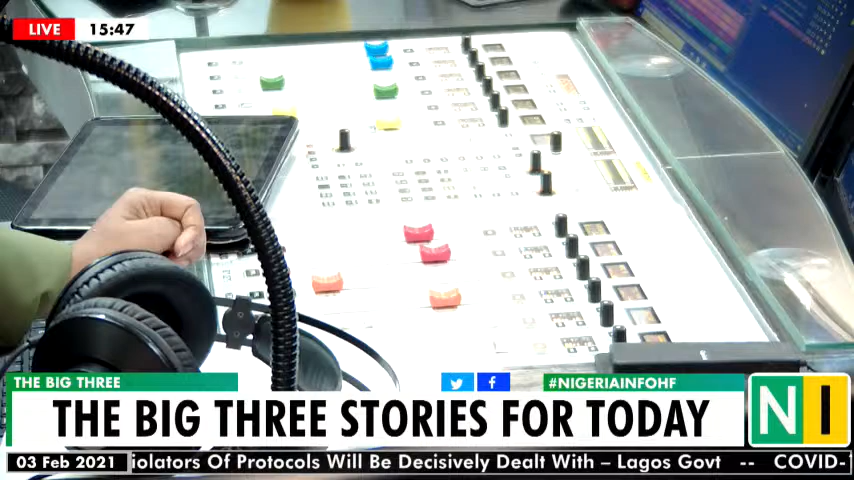 LIVE 15:47
THE BIG THREE
#NIGERIAINFOHF
THE BIG THREE STORIES FOR TODAY
NI
03 Feb 2021 iolators Of Protocols Will Be Decisively Dealt With – Lagos Govt -- COVID-1